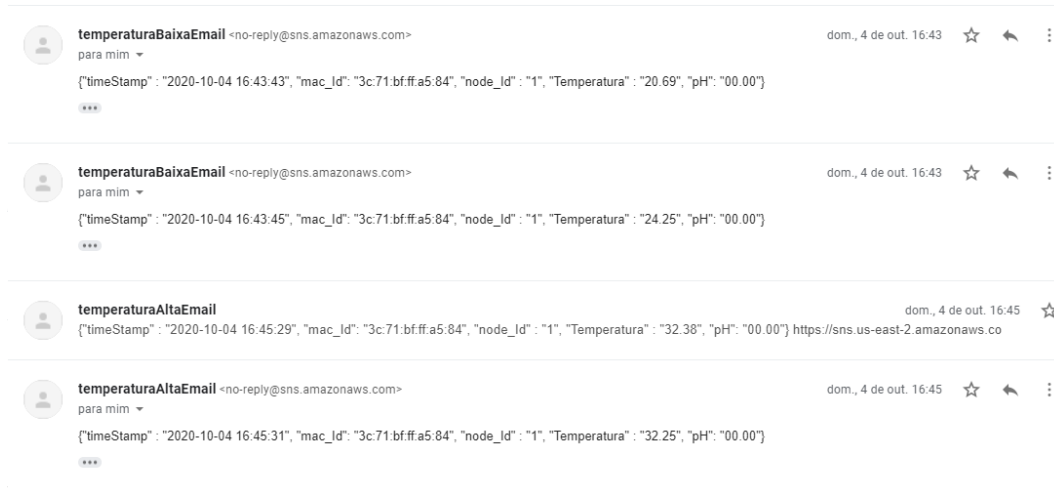 temperaturaBaixaEmail <no-reply@sns.amazonaws.com> dom., 4 de out. 16:43
para mim
{"timeStamp" : "2020-10-04 16:43:43", "mac_Id": "3c:71:bf:ff:a5:84", "node_Id" : "1", "Temperatura" : "20.69", "pH": "00.00"}
temperaturaBaixaEmail <no-reply@sns.amazonaws.com> dom., 4 de out. 16:43
para mim
{"timeStamp" : "2020-10-04 16:43:45", "mac_Id": "3c:71:bf:ff:a5:84", "node_Id" : "1", "Temperatura" : "24.25", "pH": "00.00"}
temperaturaAltaEmail dom., 4 de out. 16:45
{"timeStamp" : "2020-10-04 16:45:29", "mac_Id": "3c:71:bf:ff:a5:84", "node_Id" : "1", "Temperatura" : "32.38", "pH": "00.00"} https://sns.us-east-2.amazonaws.co
temperaturaAltaEmail <no-reply@sns.amazonaws.com> dom., 4 de out. 16:45
para mim
{"timeStamp" : "2020-10-04 16:45:31", "mac_Id": "3c:71:bf:ff:a5:84", "node_Id" : "1", "Temperatura" : "32.25", "pH": "00.00"}